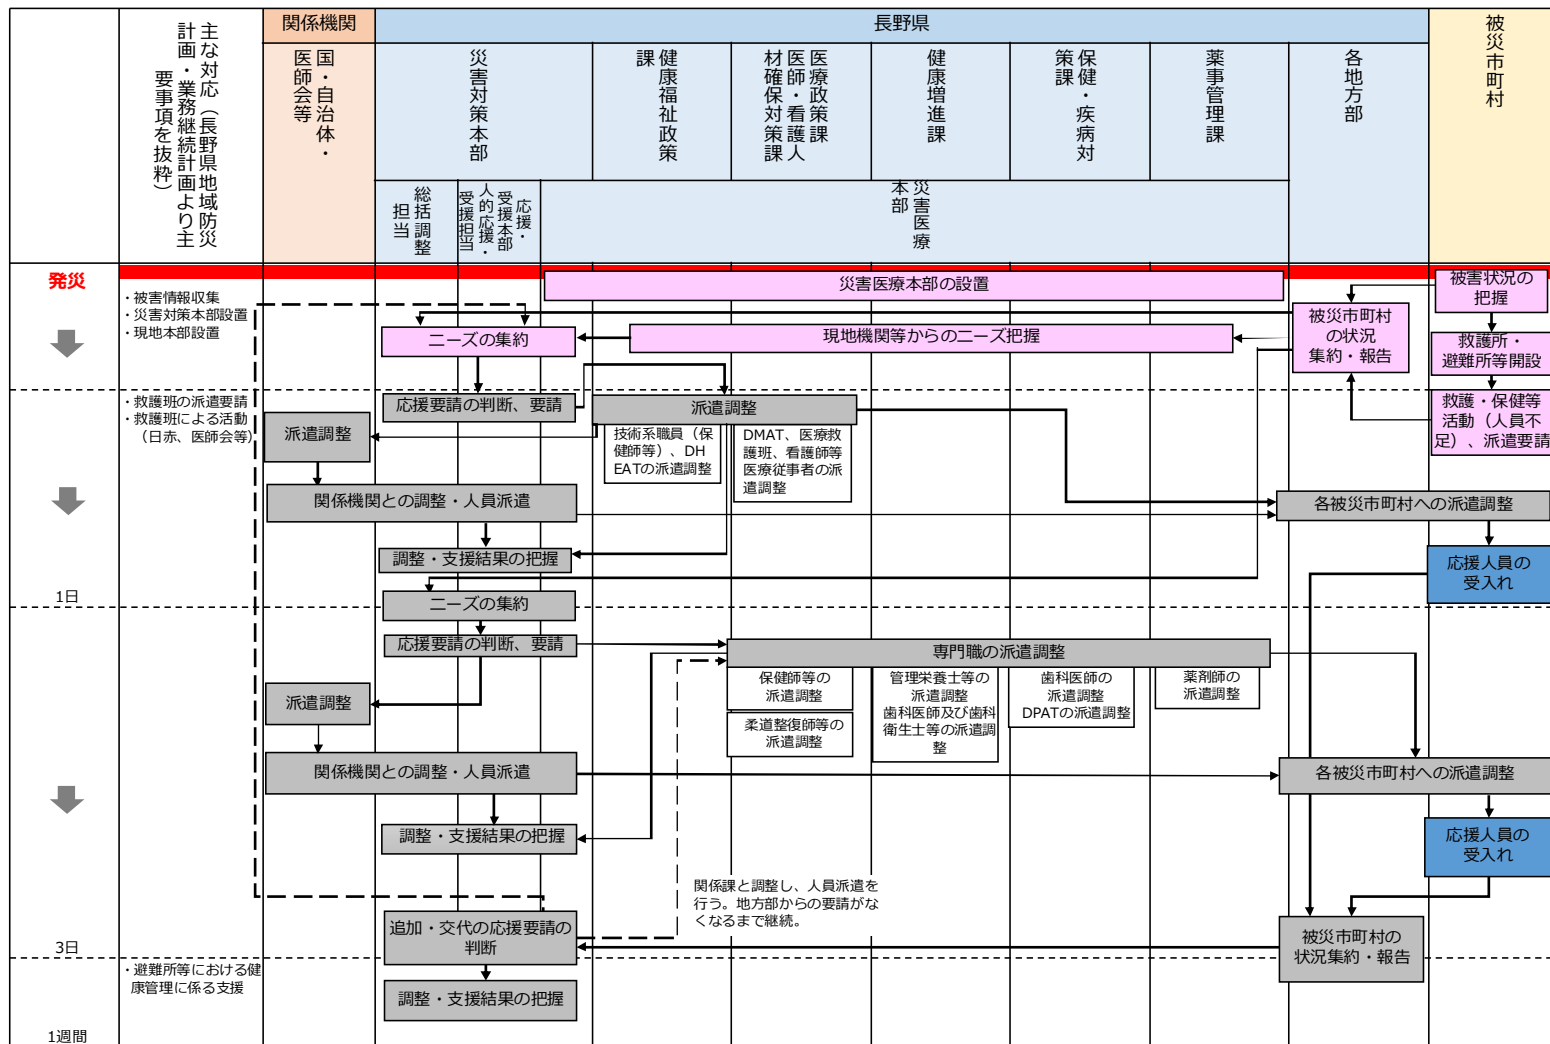 主な対応（長野県地域防災
計画・業務継続計画より主
要事項を抜粋）
関係機関
国・自治体・
医師会等
長野県
災害対策本部
健康福祉政策
課
医療政策課
医師・看護人
材確保対策課
健康増進課
保健・疾病対
策課
薬事管理課
各地方部
被災市町村
総括調整
担当
応援・
受援本部
人的応援・
受援担当
災害医療
本部
発災
・被害情報収集
・災害対策本部設置
・現地本部設置
災害医療本部の設置
被害状況の
把握
ニーズの集約
現地機関等からのニーズ把握
被災市町村
の状況
集約・報告
救護所・
避難所等開設
・救護班の派遣要請
・救護班による活動
（日赤、医師会等）
応援要請の判断、要請
派遣調整
派遣調整
救護・保健等
活動（人員不
足）、派遣要請
技術系職員（保
健師等）、DH
EATの派遣調整
DMAT、医療救
護班、看護師等
医療従事者の派
遣調整
関係機関との調整・人員派遣
各被災市町村への派遣調整
調整・支援結果の把握
応援人員の
受入れ
1日
ニーズの集約
応援要請の判断、要請
専門職の派遣調整
派遣調整
保健師等の
派遣調整
柔道整復師等の
派遣調整
管理栄養士等の
派遣調整
歯科医師及び歯科
衛生士等の派遣調
整
歯科医師の
派遣調整
DPATの派遣調整
薬剤師の
派遣調整
関係機関との調整・人員派遣
各被災市町村への派遣調整
調整・支援結果の把握
応援人員の
受入れ
関係課と調整し、人員派遣を
行う。地方部からの要請がな
くなるまで継続。
追加・交代の応援要請の
判断
被災市町村の
状況集約・報告
3日
・避難所等における健
康管理に係る支援
調整・支援結果の把握
1週間